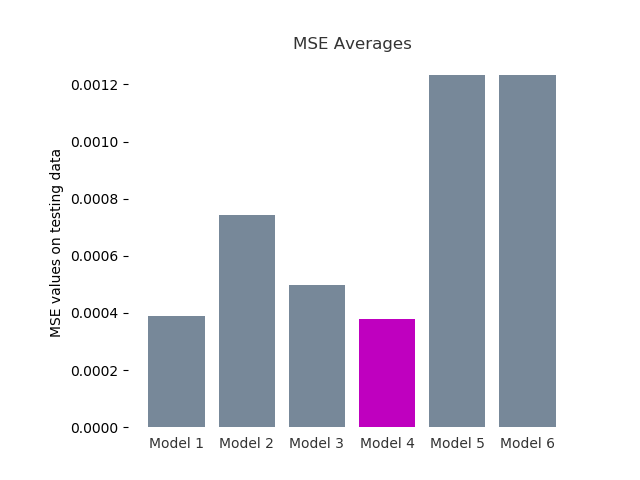 MSE Averages
MSE values on testing data
0.0012
0.0010
0.0008
0.0006
0.0004
0.0002
0.0000
Model 1 Model 2 Model 3 Model 4 Model 5 Model 6